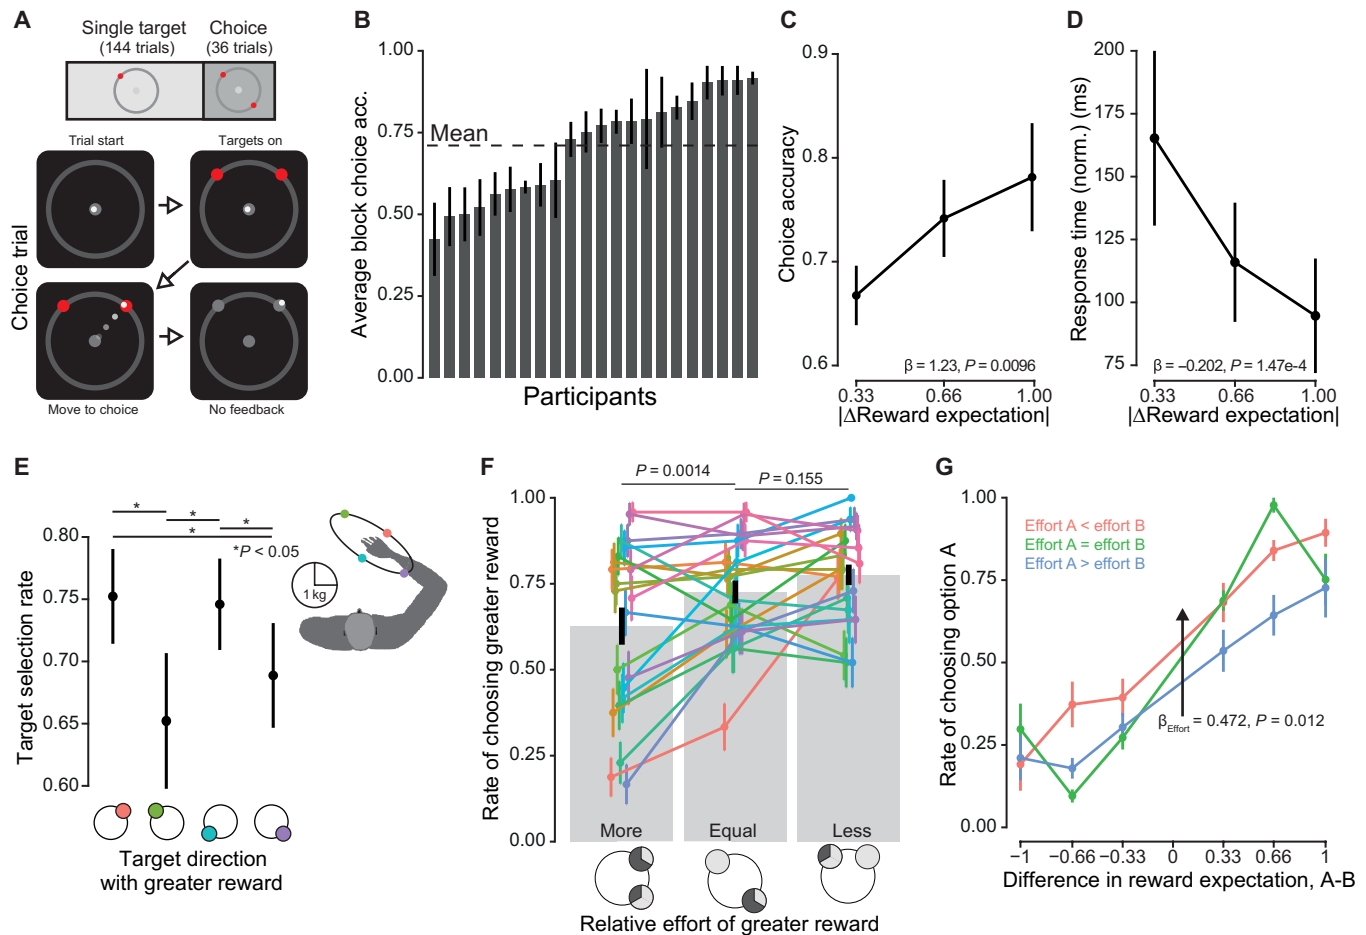 A
Single target
(144 trials)
Choice
(36 trials)
Trial start
Targets on
Choice trial
Move to choice
No feedback
B
Average block choice acc.
1.00
0.75
0.50
0.25
0.00
Mean
Participants
C
Choice accuracy
0.9
0.8
0.7
0.6
β = 1.23, P = 0.0096
0.33
0.66
1.00
|ΔReward expectation|
D
Response time (norm.) (ms)
200
175
150
125
100
75
β = −0.202, P = 1.47e-4
0.33
0.66
1.00
|ΔReward expectation|
E
Target selection rate
0.80
0.75
0.70
0.65
0.60
*
*
*
*
*P < 0.05
1 kg
Target direction
with greater reward
F
Rate of choosing greater reward
P = 0.0014
P = 0.155
1.00
0.75
0.50
0.25
0.00
More
Equal
Less
Relative effort of greater reward
G
Rate of choosing option A
1.00
0.75
0.50
0.25
0.00
Effort A < effort B
Effort A = effort B
Effort A > effort B
βEffort = 0.472, P = 0.012
−1
−0.66
−0.33
0
0.33
0.66
1
Difference in reward expectation, A-B